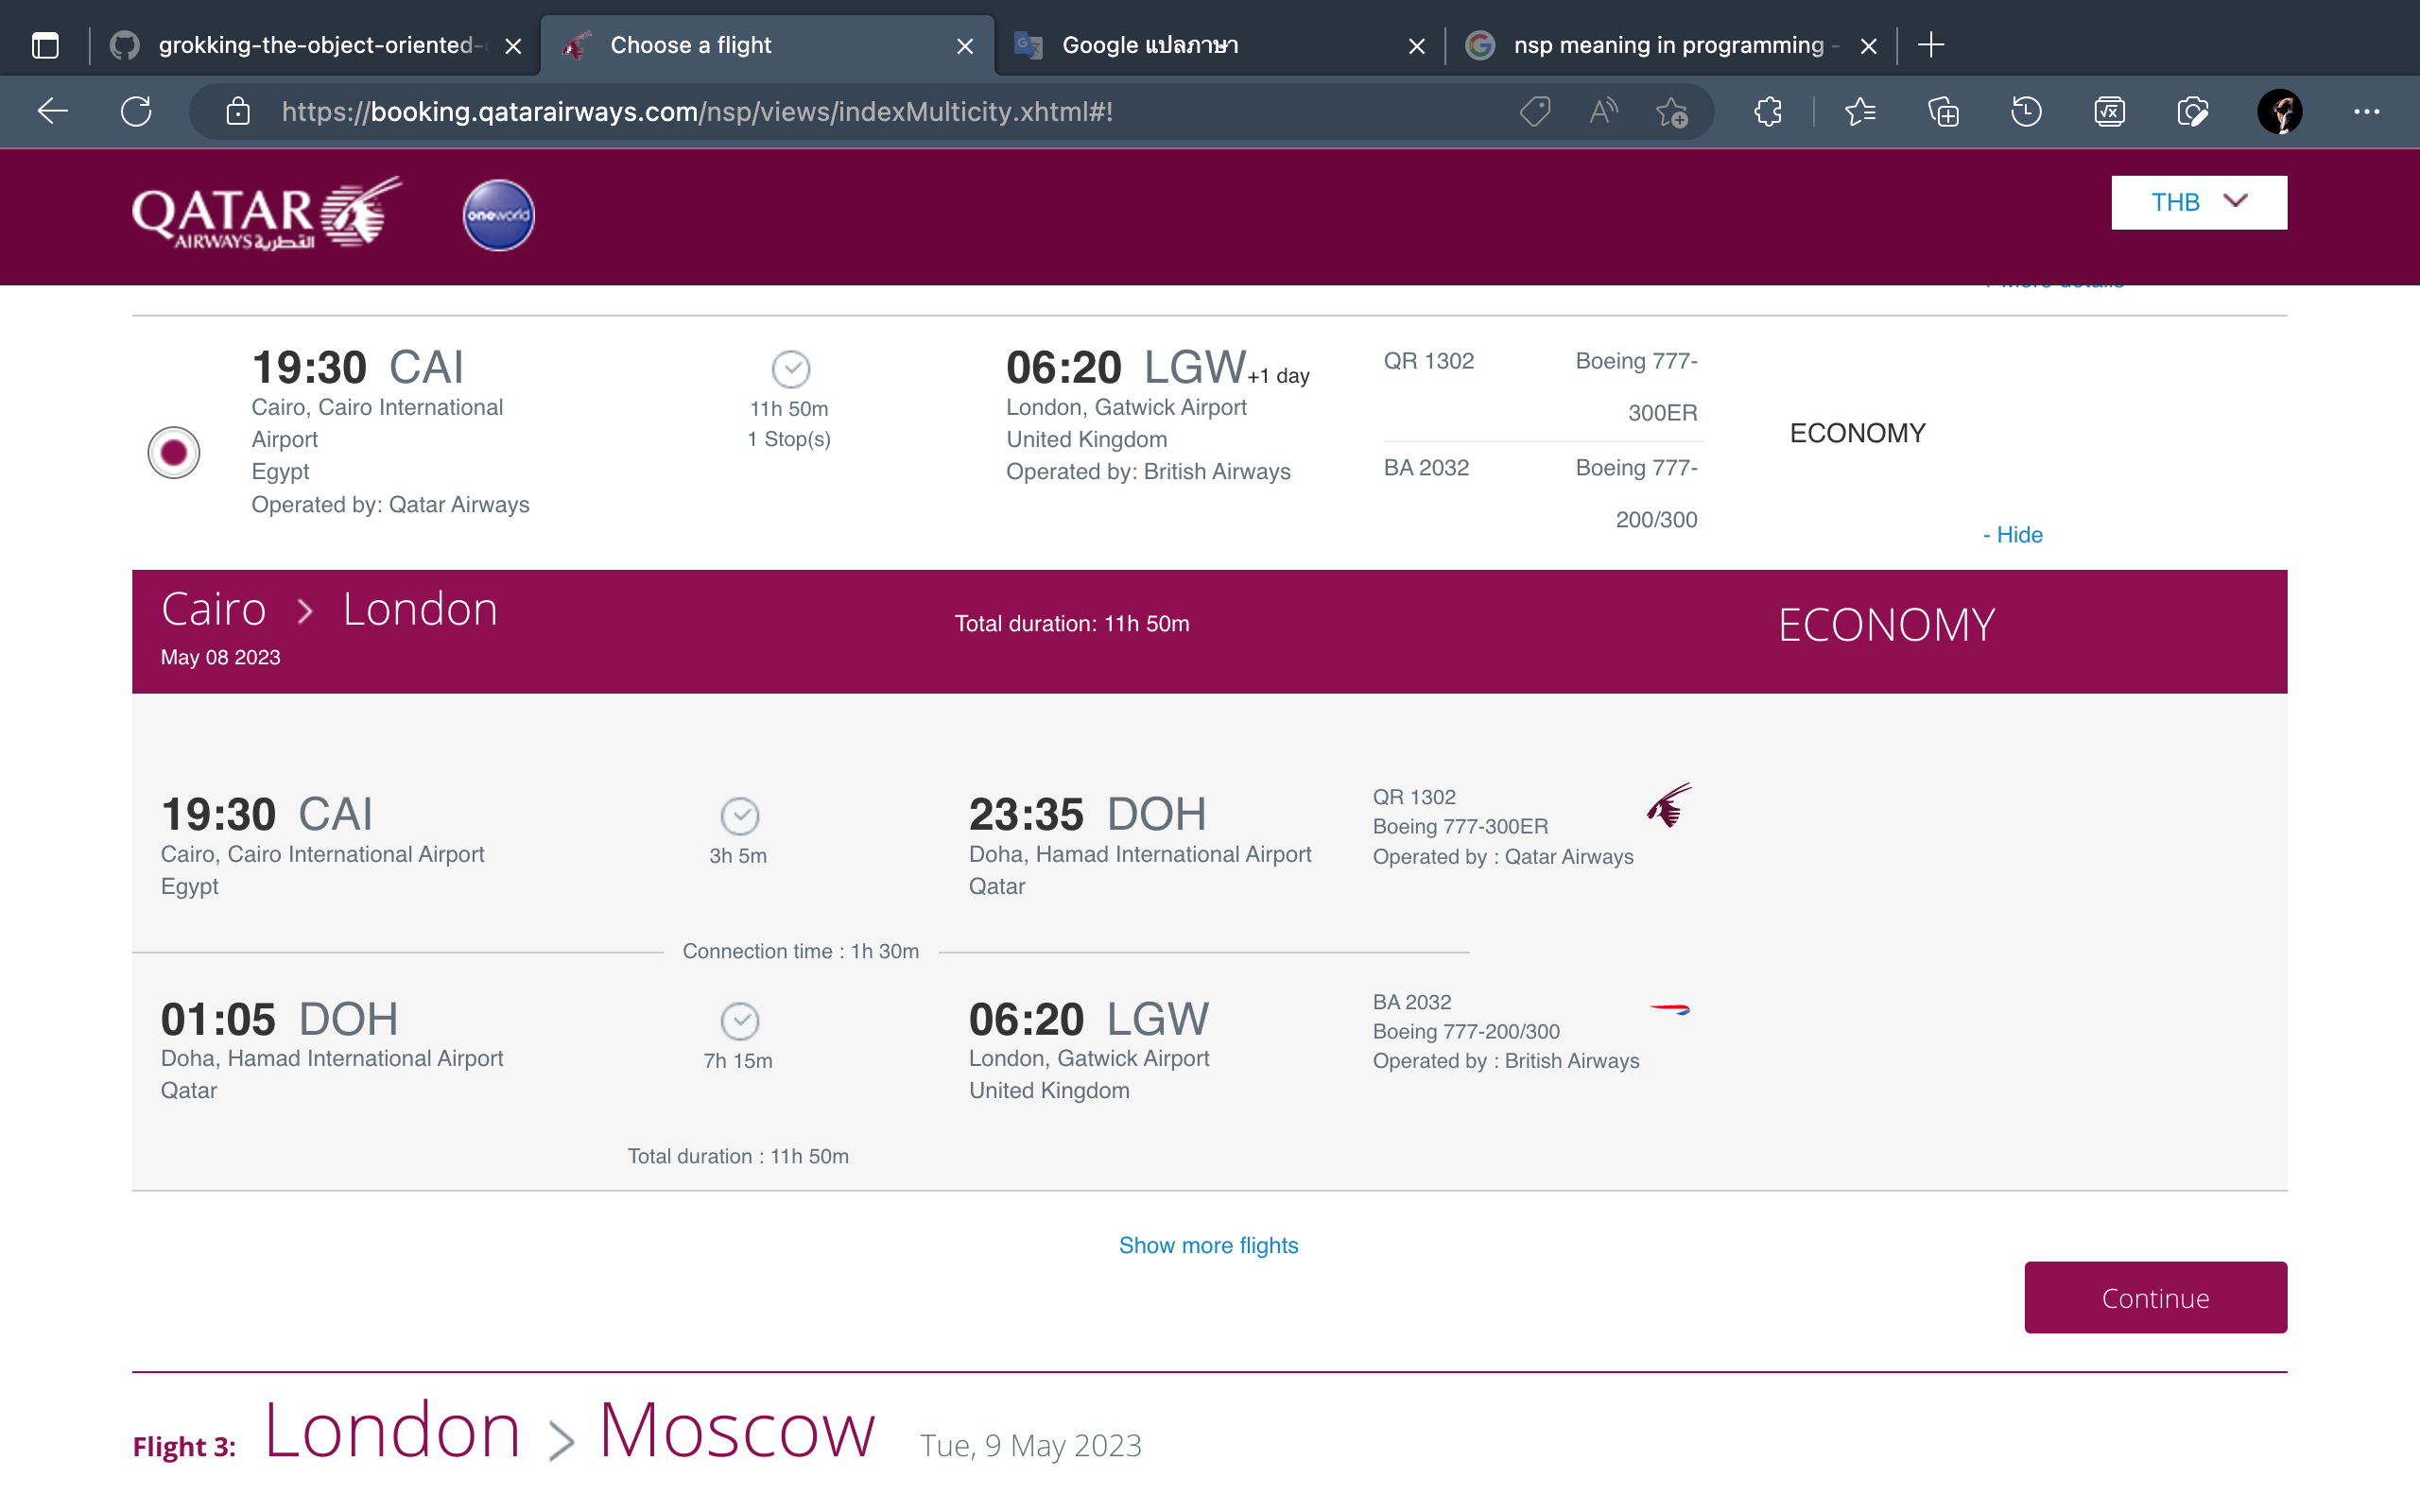 grokking-the-object-oriented-
Choose a flight
Google แปลภาษา
nsp meaning in programming -
https://booking.qatarairways.com/nsp/views/indexMulticity.xhtml#!
QATAR
AIRWAYS القطرية
oneworld
THB
+ More details
19:30 CAI
Cairo, Cairo International
Airport
Egypt
Operated by: Qatar Airways
11h 50m
1 Stop(s)
06:20 LGW+1 day
London, Gatwick Airport
United Kingdom
Operated by: British Airways
QR 1302 Boeing 777-
300ER
BA 2032 Boeing 777-
200/300
ECONOMY
- Hide
Cairo > London
May 08 2023
Total duration: 11h 50m
ECONOMY
19:30 CAI
Cairo, Cairo International Airport
Egypt
3h 5m
23:35 DOH
Doha, Hamad International Airport
Qatar
QR 1302
Boeing 777-300ER
Operated by : Qatar Airways
Connection time : 1h 30m
01:05 DOH
Doha, Hamad International Airport
Qatar
7h 15m
06:20 LGW
London, Gatwick Airport
United Kingdom
BA 2032
Boeing 777-200/300
Operated by : British Airways
Total duration : 11h 50m
Show more flights
Continue
Flight 3: London > Moscow Tue, 9 May 2023